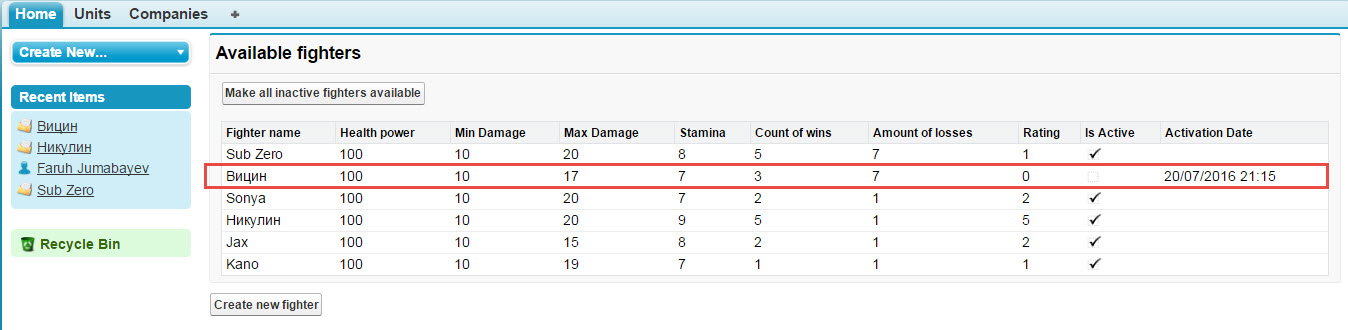 Home Units Companies +
Create New...
Recent Items
Вицин
Никулин
Faruh Jumabayev
Sub Zero
Recycle Bin
Available fighters
Make all inactive fighters available
Fighter name Health power Min Damage Max Damage Stamina Count of wins Amount of losses Rating Is Active Activation Date
Sub Zero 100 10 20 8 5 7 1
Вицин 100 10 17 7 3 7 0 20/07/2016 21:15
Sonya 100 10 20 7 2 1 2
Никулин 100 10 20 9 5 1 5
Jax 100 10 15 8 2 1 2
Kano 100 10 19 7 1 1 1
Create new fighter